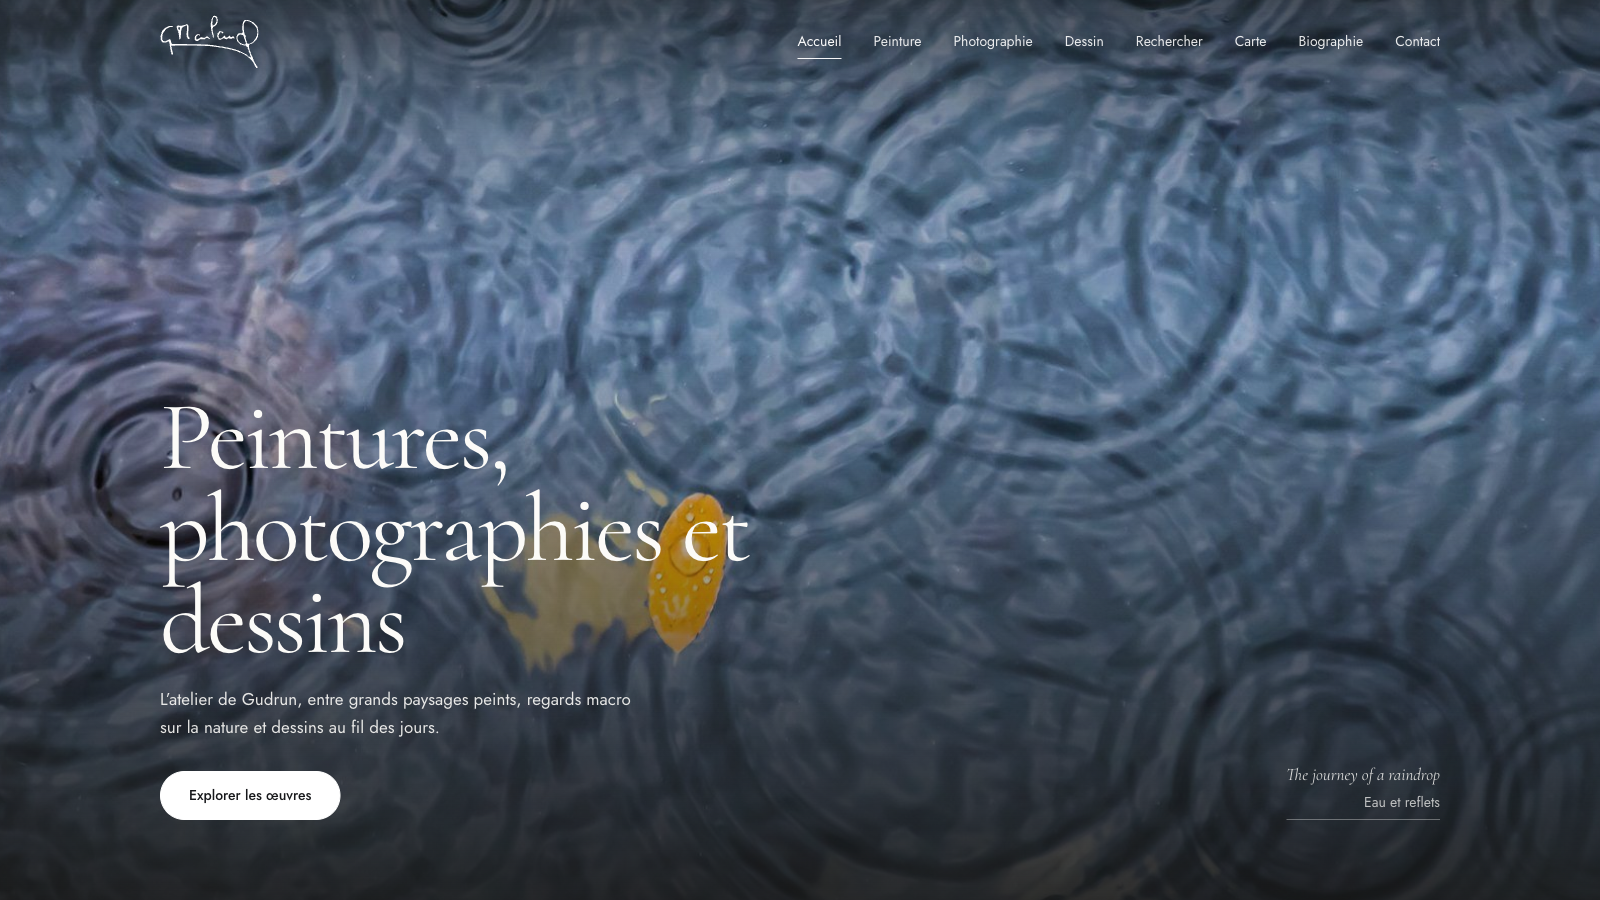 Accueil
Peinture
Photographie
Dessin
Rechercher
Carte
Biographie
Contact
Peintures,
photographies et
dessins
L'atelier de Gudrun, entre grands paysages peints, regards macro
sur la nature et dessins au fil des jours.
Explorer les œuvres
The journey of a raindrop
Eau et reflets